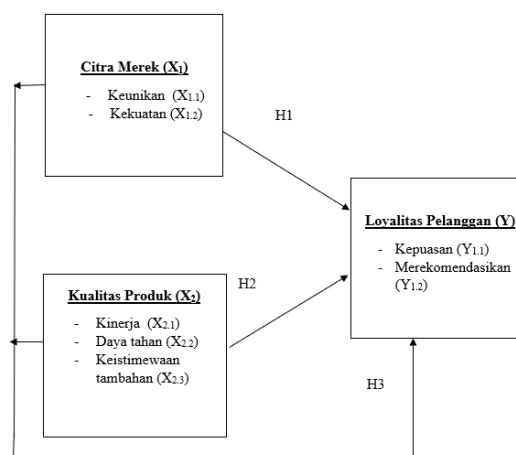 Citra Merek (X1)
- Keunikan (X1.1)
- Kekuatan (X1.2)
H1
Loyalitas Pelanggan (Y)
- Kepuasan (Y1.1)
- Merekomendasikan
(Y1.2)
H2
Kualitas Produk (X2)
- Kinerja (X2.1)
- Daya tahan (X2.2)
- Keistimewaan
tambahan (X2.3)
H3